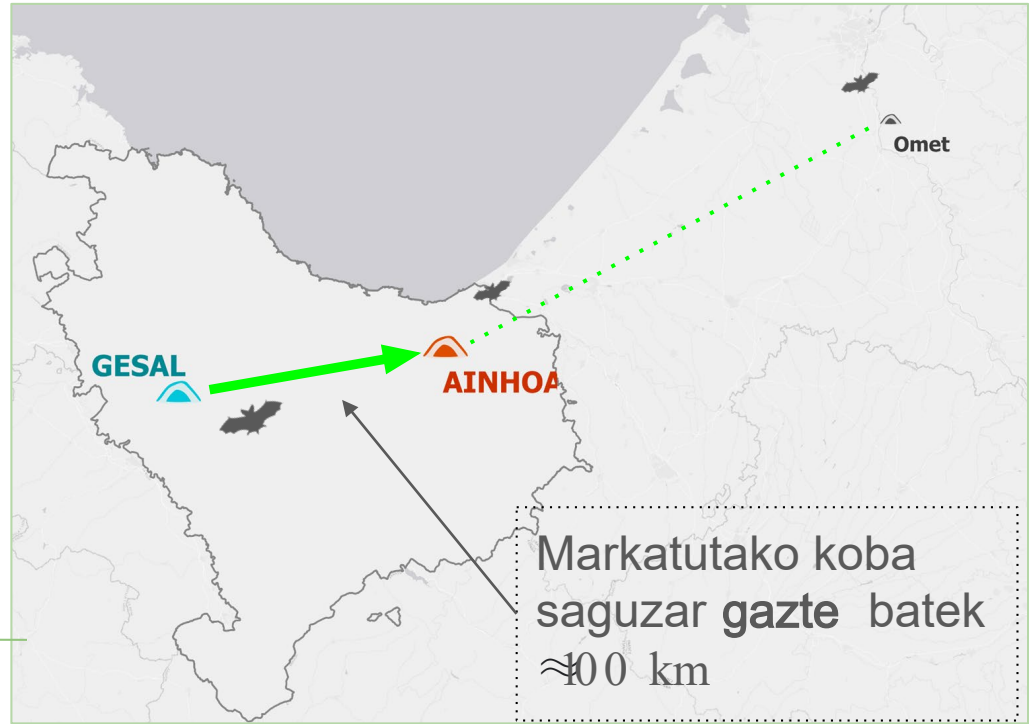 Omet
GESAL
AINHOA
Markatutako koba
saguzar gazte batek
≈100 km